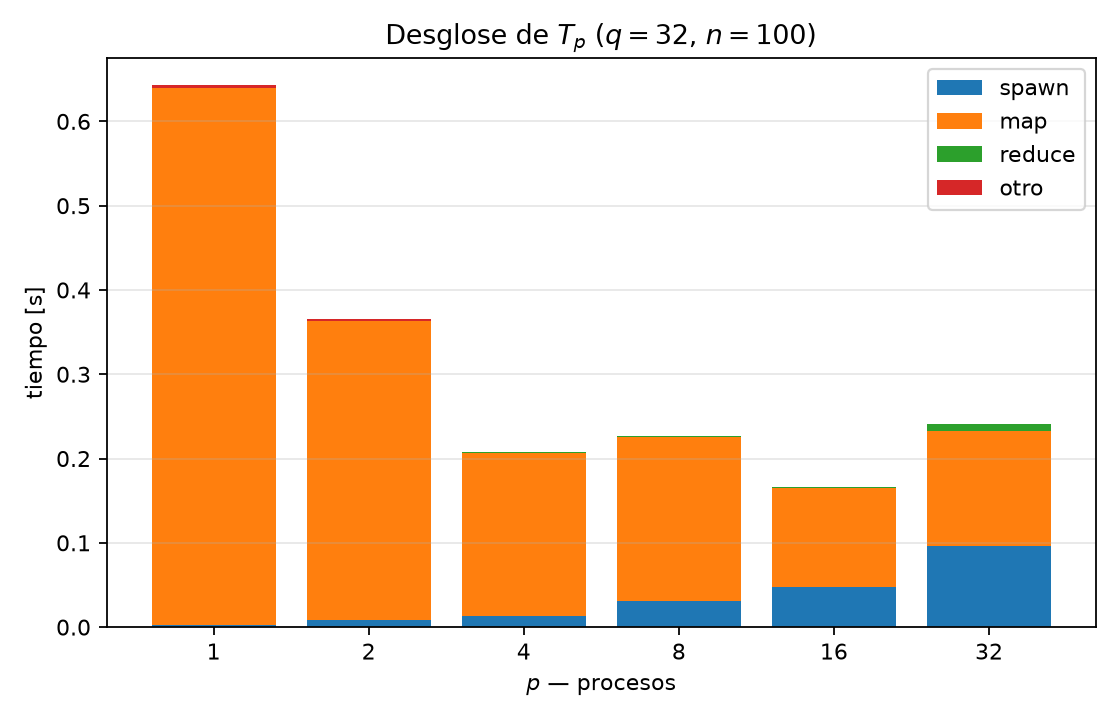 Desglose de Tp (q = 32, n = 100)
spawn
map
reduce
otro
tiempo [s]
0.6
0.5
0.4
0.3
0.2
0.1
0.0
1 2 4 8 16 32
p — procesos